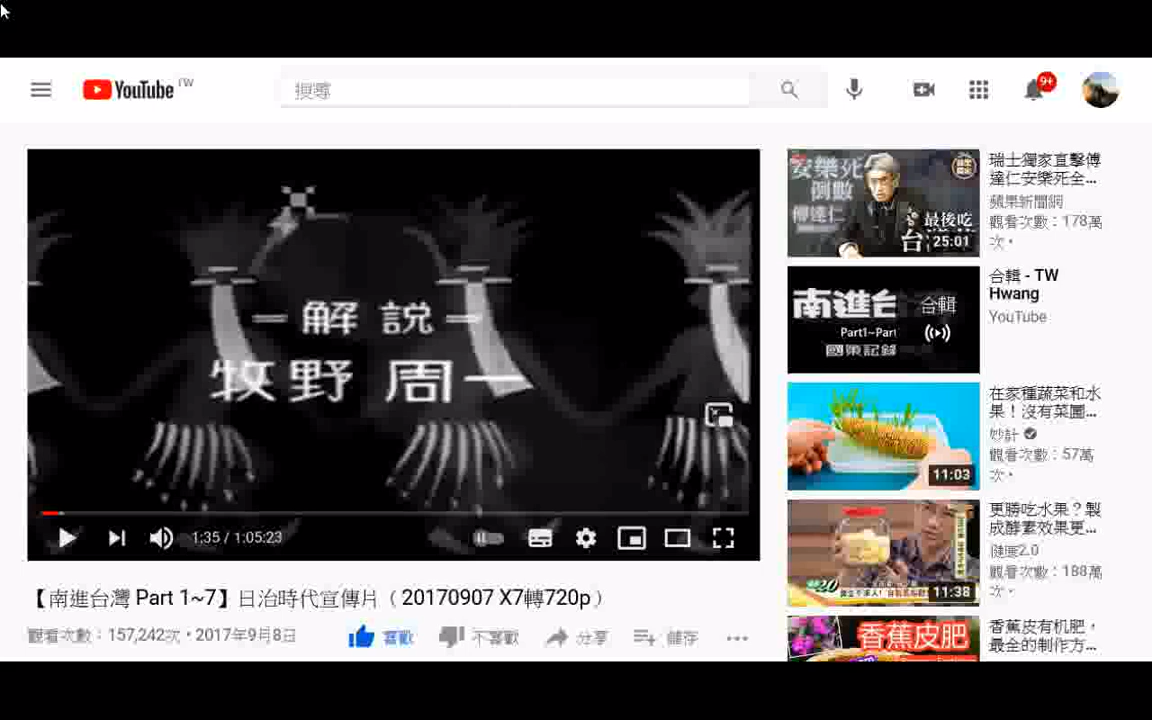 YouTube TW
搜尋
9+
解説
牧野 周一
1:35 / 1:05:23
【南進台灣 Part 1~7】日治時代宣傳片（20170907 X7轉720p）
觀看次數：157,242次・2017年9月8日
喜歡
不喜歡
分享
儲存
安樂死
倒數
傅達仁
最後吃
台
25:01
瑞士獨家直擊傅
達仁安樂死全...
蘋果新聞網
觀看次數：178萬
次・
南進台
Part1~Par
國策記錄
合輯
合輯 - TW
Hwang
YouTube
11:03
在家種蔬菜和水
果！沒有菜園...
妙計
觀看次數：57萬
次・
11:38
更勝吃水果？製
成酵素效果更...
健康2.0
觀看次數：188萬
次・
香蕉皮肥
香蕉皮有机肥，
最全的制作方...